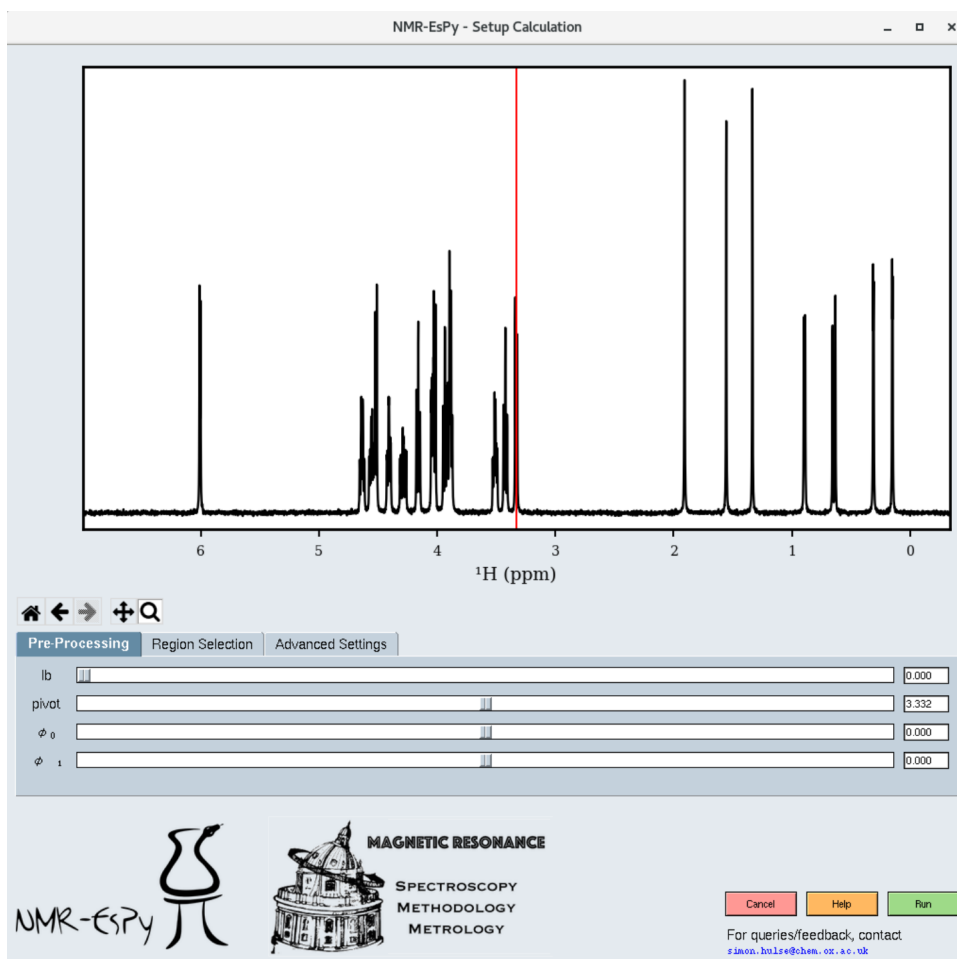 NMR-EsPy - Setup Calculation
6 5 4 3 2 1 0
¹H (ppm)
Pre-Processing Region Selection Advanced Settings
lb 0.000
pivot 3.332
ϕ 0 0.000
ϕ 1 0.000
MAGNETIC RESONANCE
SPECTROSCOPY
METHODOLOGY
METROLOGY
NMR-EsPy
Cancel Help Run
For queries/feedback, contact
simon.hulse@chem.ox.ac.uk